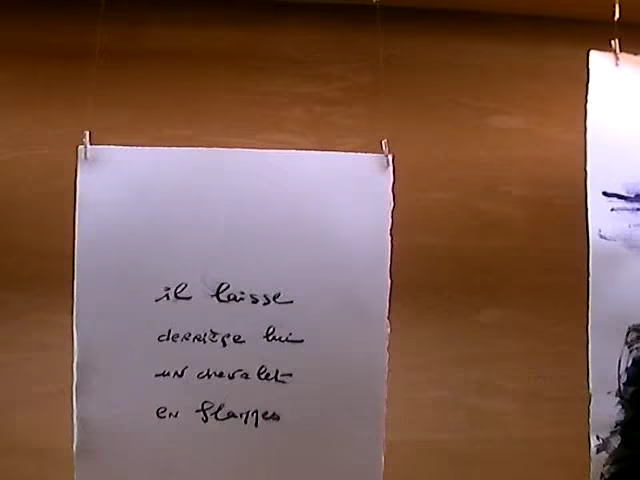 il laisse
derrière lui
un chevalet
en flammes